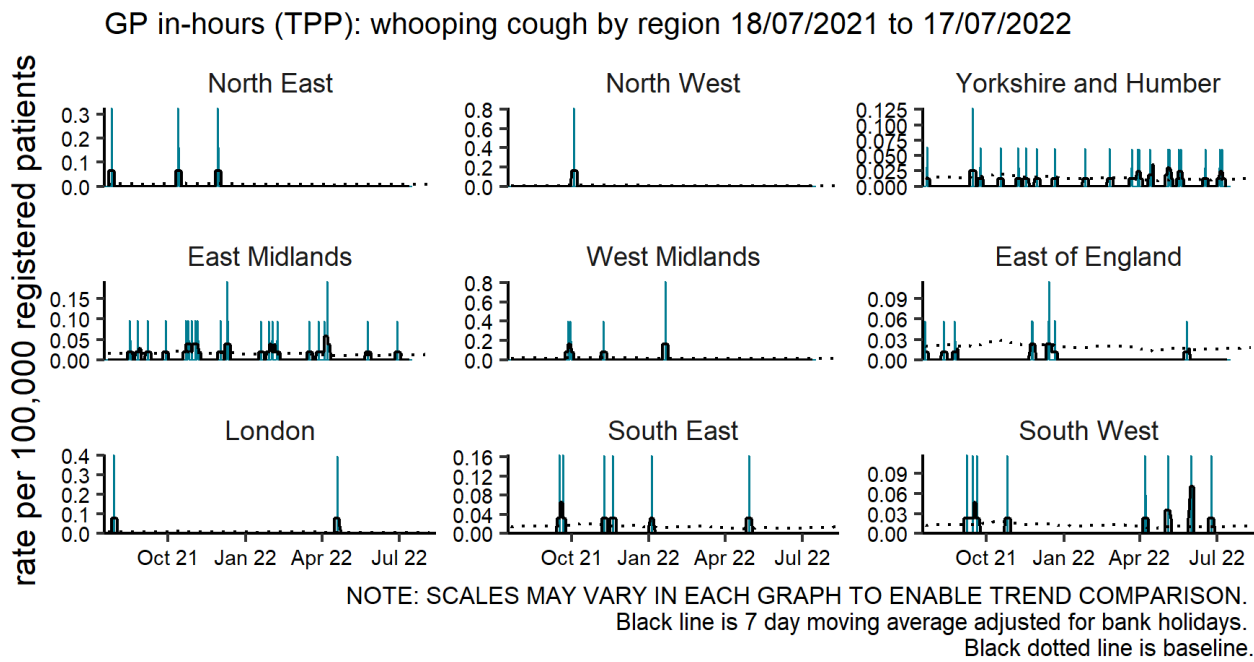 GP in-hours (TPP): whooping cough by region 18/07/2021 to 17/07/2022
rate per 100,000 registered patients
North East
0.3
0.2
0.1
0.0
North West
0.8
0.6
0.4
0.2
0.0
Yorkshire and Humber
0.125
0.100
0.075
0.050
0.025
0.000
East Midlands
0.15
0.10
0.05
0.00
West Midlands
0.8
0.6
0.4
0.2
0.0
East of England
0.09
0.06
0.03
0.00
London
0.4
0.3
0.2
0.1
0.0
South East
0.16
0.12
0.08
0.04
0.00
South West
0.09
0.06
0.03
0.00
Oct 21 Jan 22 Apr 22 Jul 22
Oct 21 Jan 22 Apr 22 Jul 22
Oct 21 Jan 22 Apr 22 Jul 22
NOTE: SCALES MAY VARY IN EACH GRAPH TO ENABLE TREND COMPARISON.
Black line is 7 day moving average adjusted for bank holidays.
Black dotted line is baseline.